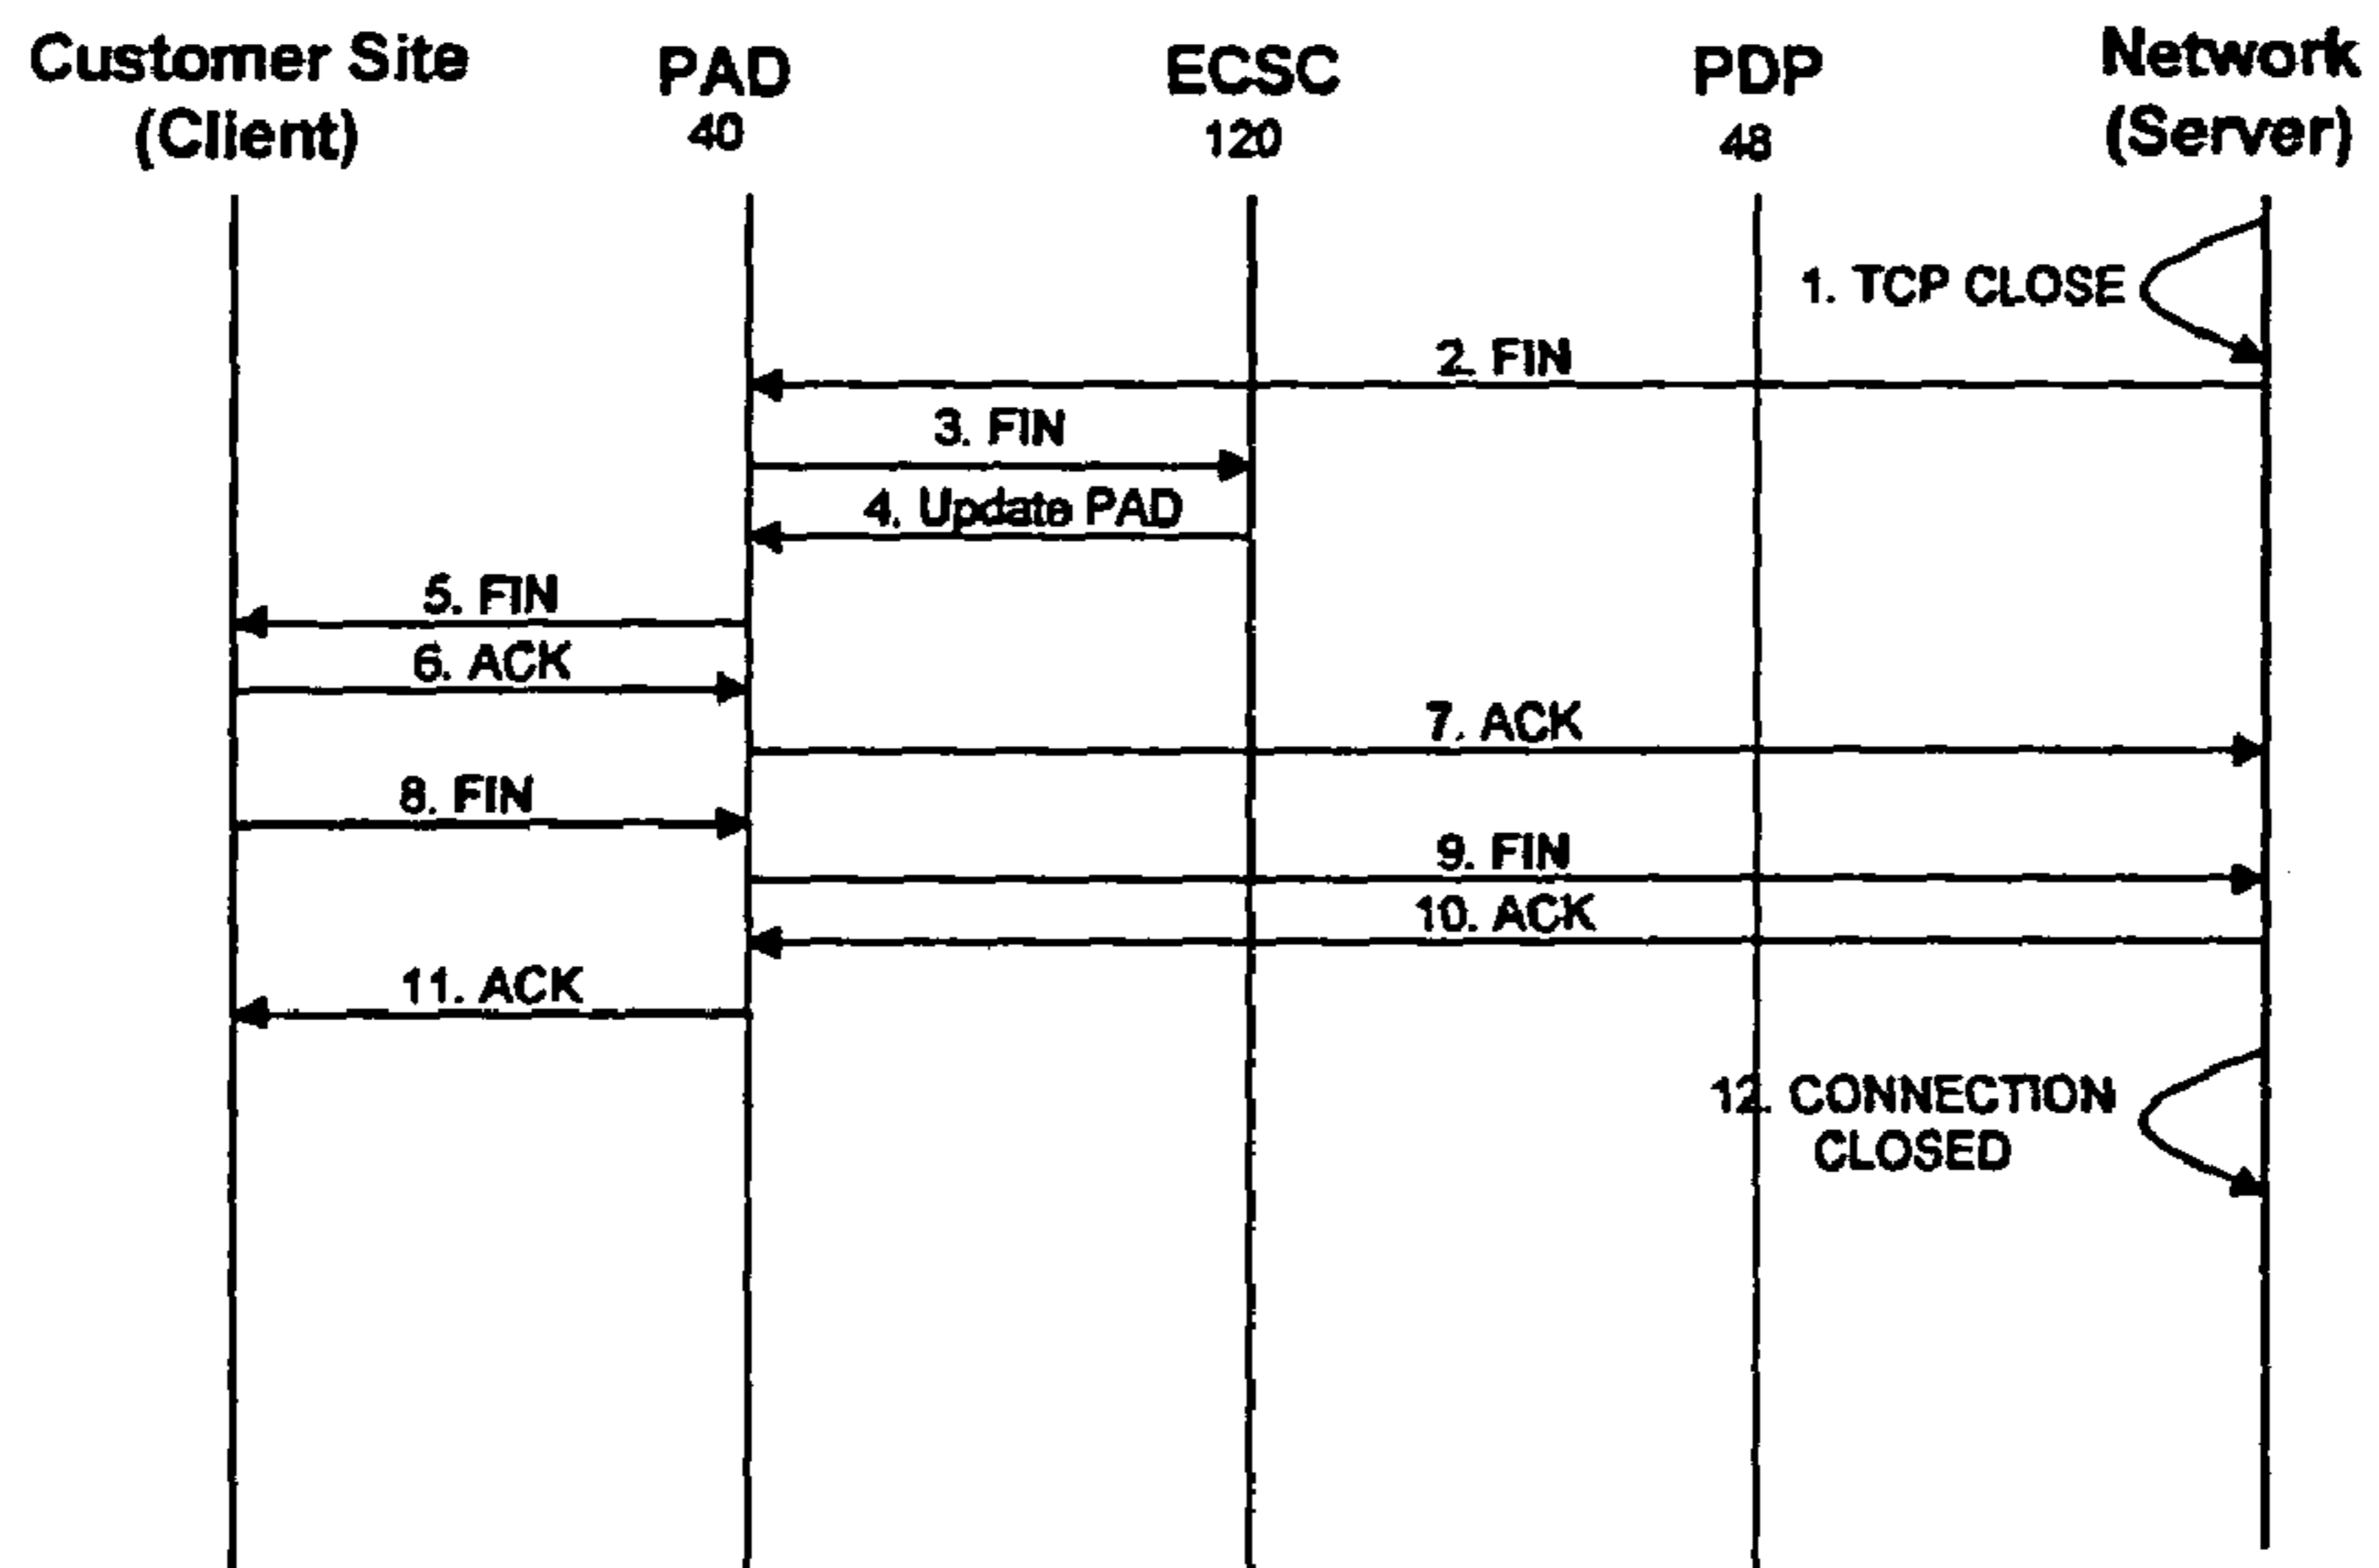 Customer Site
(Client)
PAD
40
ECSC
120
PDP
48
Network
(Server)
1. TCP CLOSE
2. FIN
3. FIN
4. Update PAD
5. FIN
6. ACK
7. ACK
8. FIN
9. FIN
10. ACK
11. ACK
12. CONNECTION
CLOSED